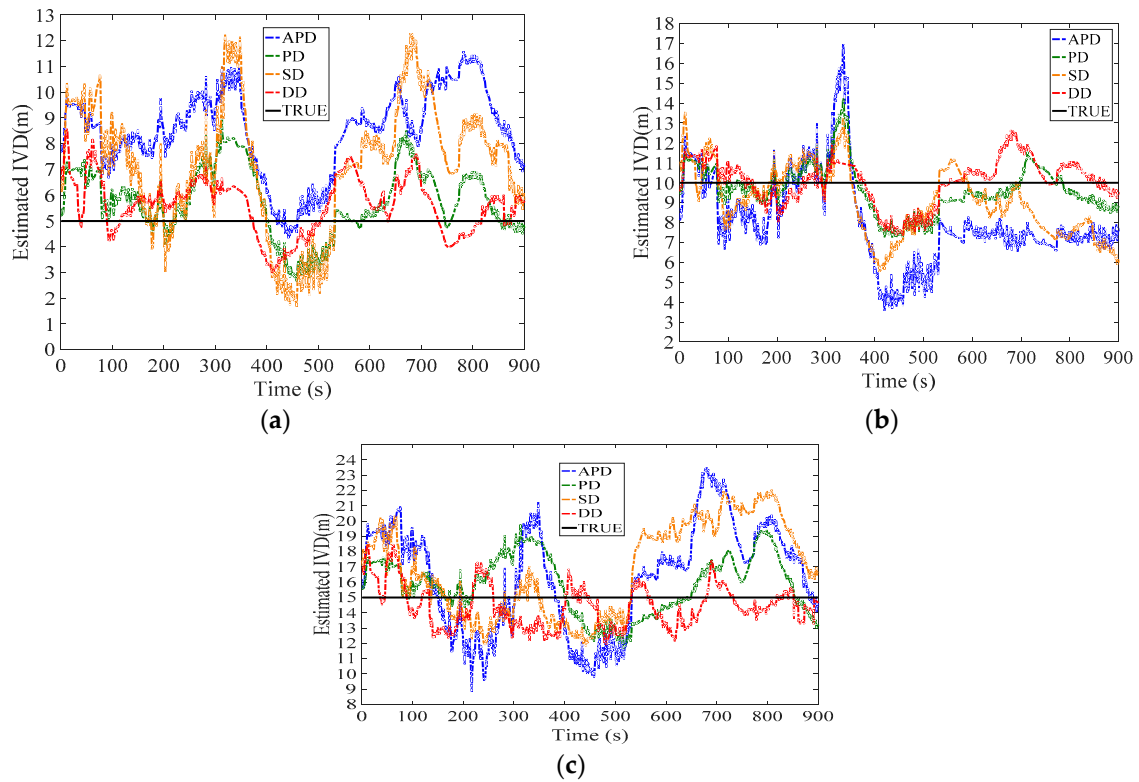 13
12
11
10
9
8
7
6
5
4
3
2
1
0
Estimated IVD(m)
APD
PD
SD
DD
TRUE
0 100 200 300 400 500 600 700 800 900
Time (s)
(a)
18
17
16
15
14
13
12
11
10
9
8
7
6
5
4
3
2
Estimated IVD(m)
APD
PD
SD
DD
TRUE
0 100 200 300 400 500 600 700 800 900
Time (s)
(b)
24
23
22
21
20
19
18
17
16
15
14
13
12
11
10
9
8
Estimated IVD(m)
APD
PD
SD
DD
TRUE
0 100 200 300 400 500 600 700 800 900
Time (s)
(c)